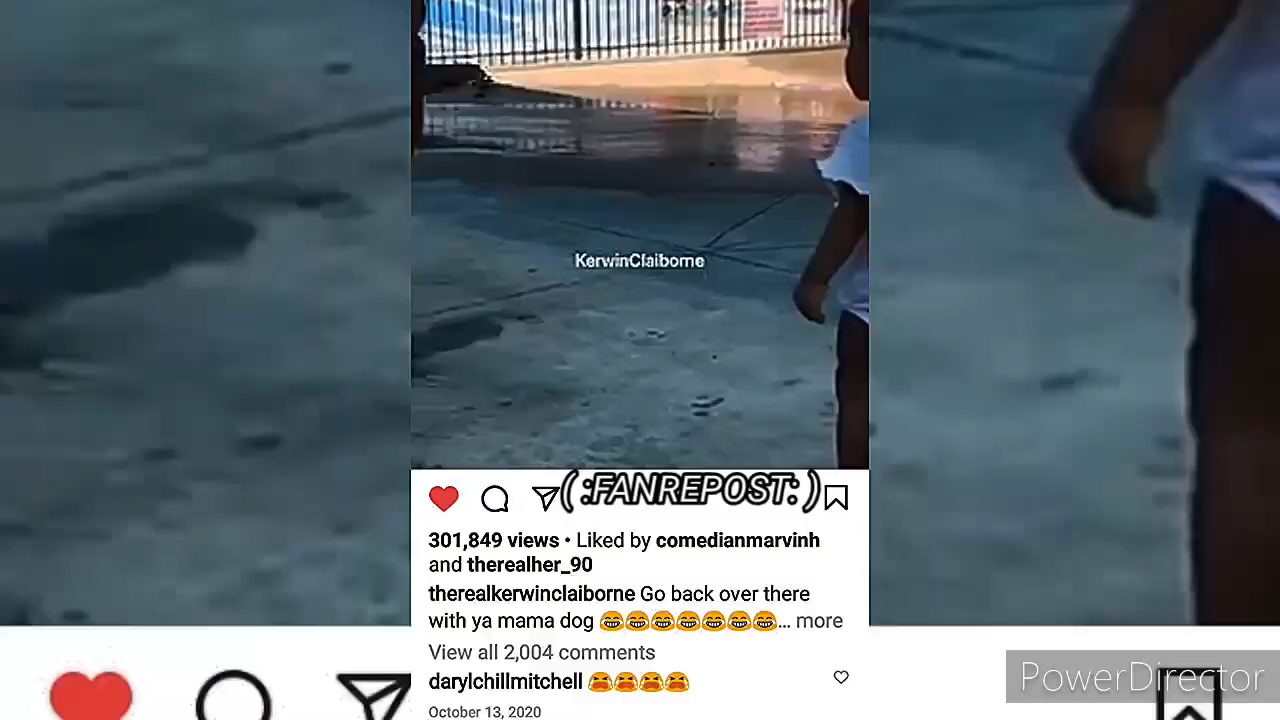 KerwinClaiborne
(:FANREPOST:)
301,849 views • Liked by comedianmarvinh
and therealher_90
therealkerwinclaiborne Go back over there
with ya mama dog 😂😂😂😂😂😂😂... more
View all 2,004 comments
darylchillmitchell 😫😫😫😫
October 13, 2020
PowerDirector